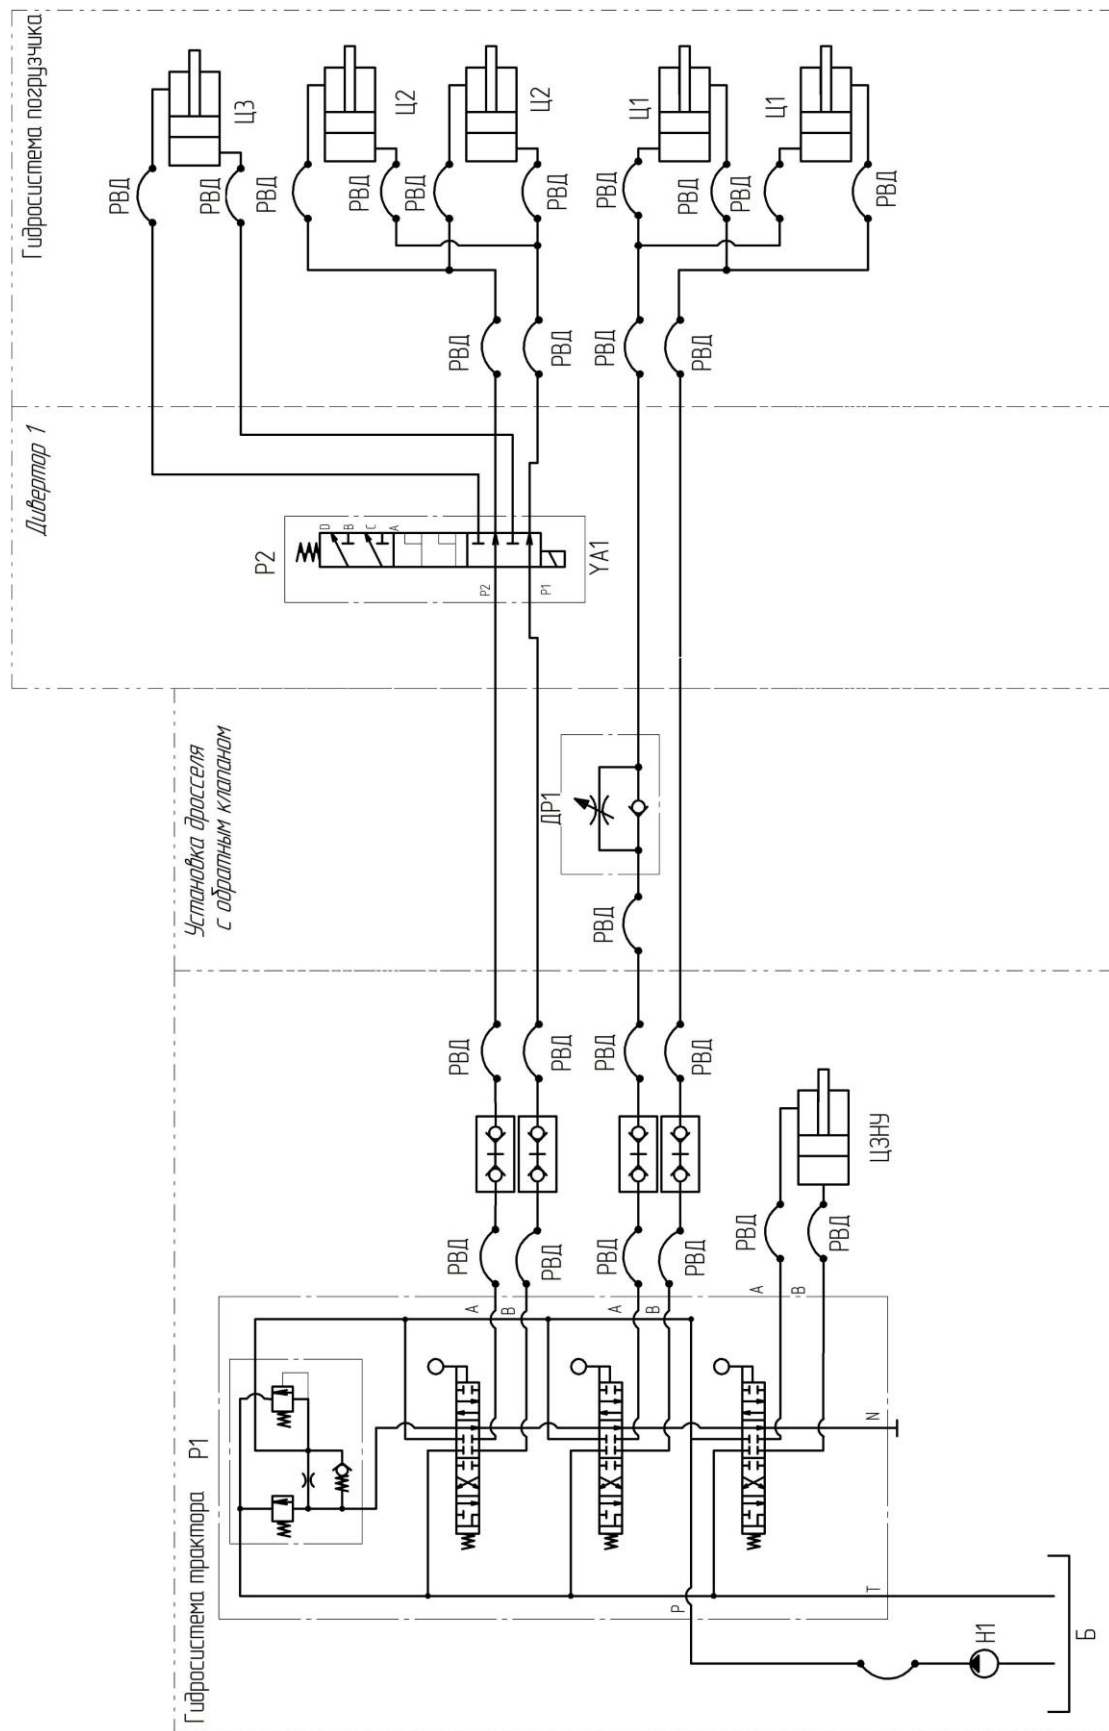 Гидросистема погрузчика
Ц3
Ц2
Ц2
Ц1
Ц1
РВД
РВД
РВД
РВД
РВД
РВД
РВД
РВД
РВД
РВД
РВД
РВД
РВД
РВД
Дивертор 1
Р2
D
B
C
A
P2
P1
YA1
Установка дросселя
с обратным клапаном
ДР1
РВД
Гидросистема трактора
РВД
РВД
РВД
РВД
ЦЗНУ
РВД
РВД
РВД
РВД
РВД
РВД
Р1
A
B
A
B
A
B
N
P
T
Н1
Б